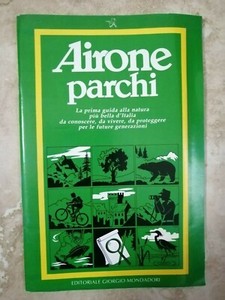 Airone
parchi
La prima guida alla natura
più bella d'Italia
da conoscere, da vivere, da proteggere
per le future generazioni
EDITORIALE GIORGIO MONDADORI